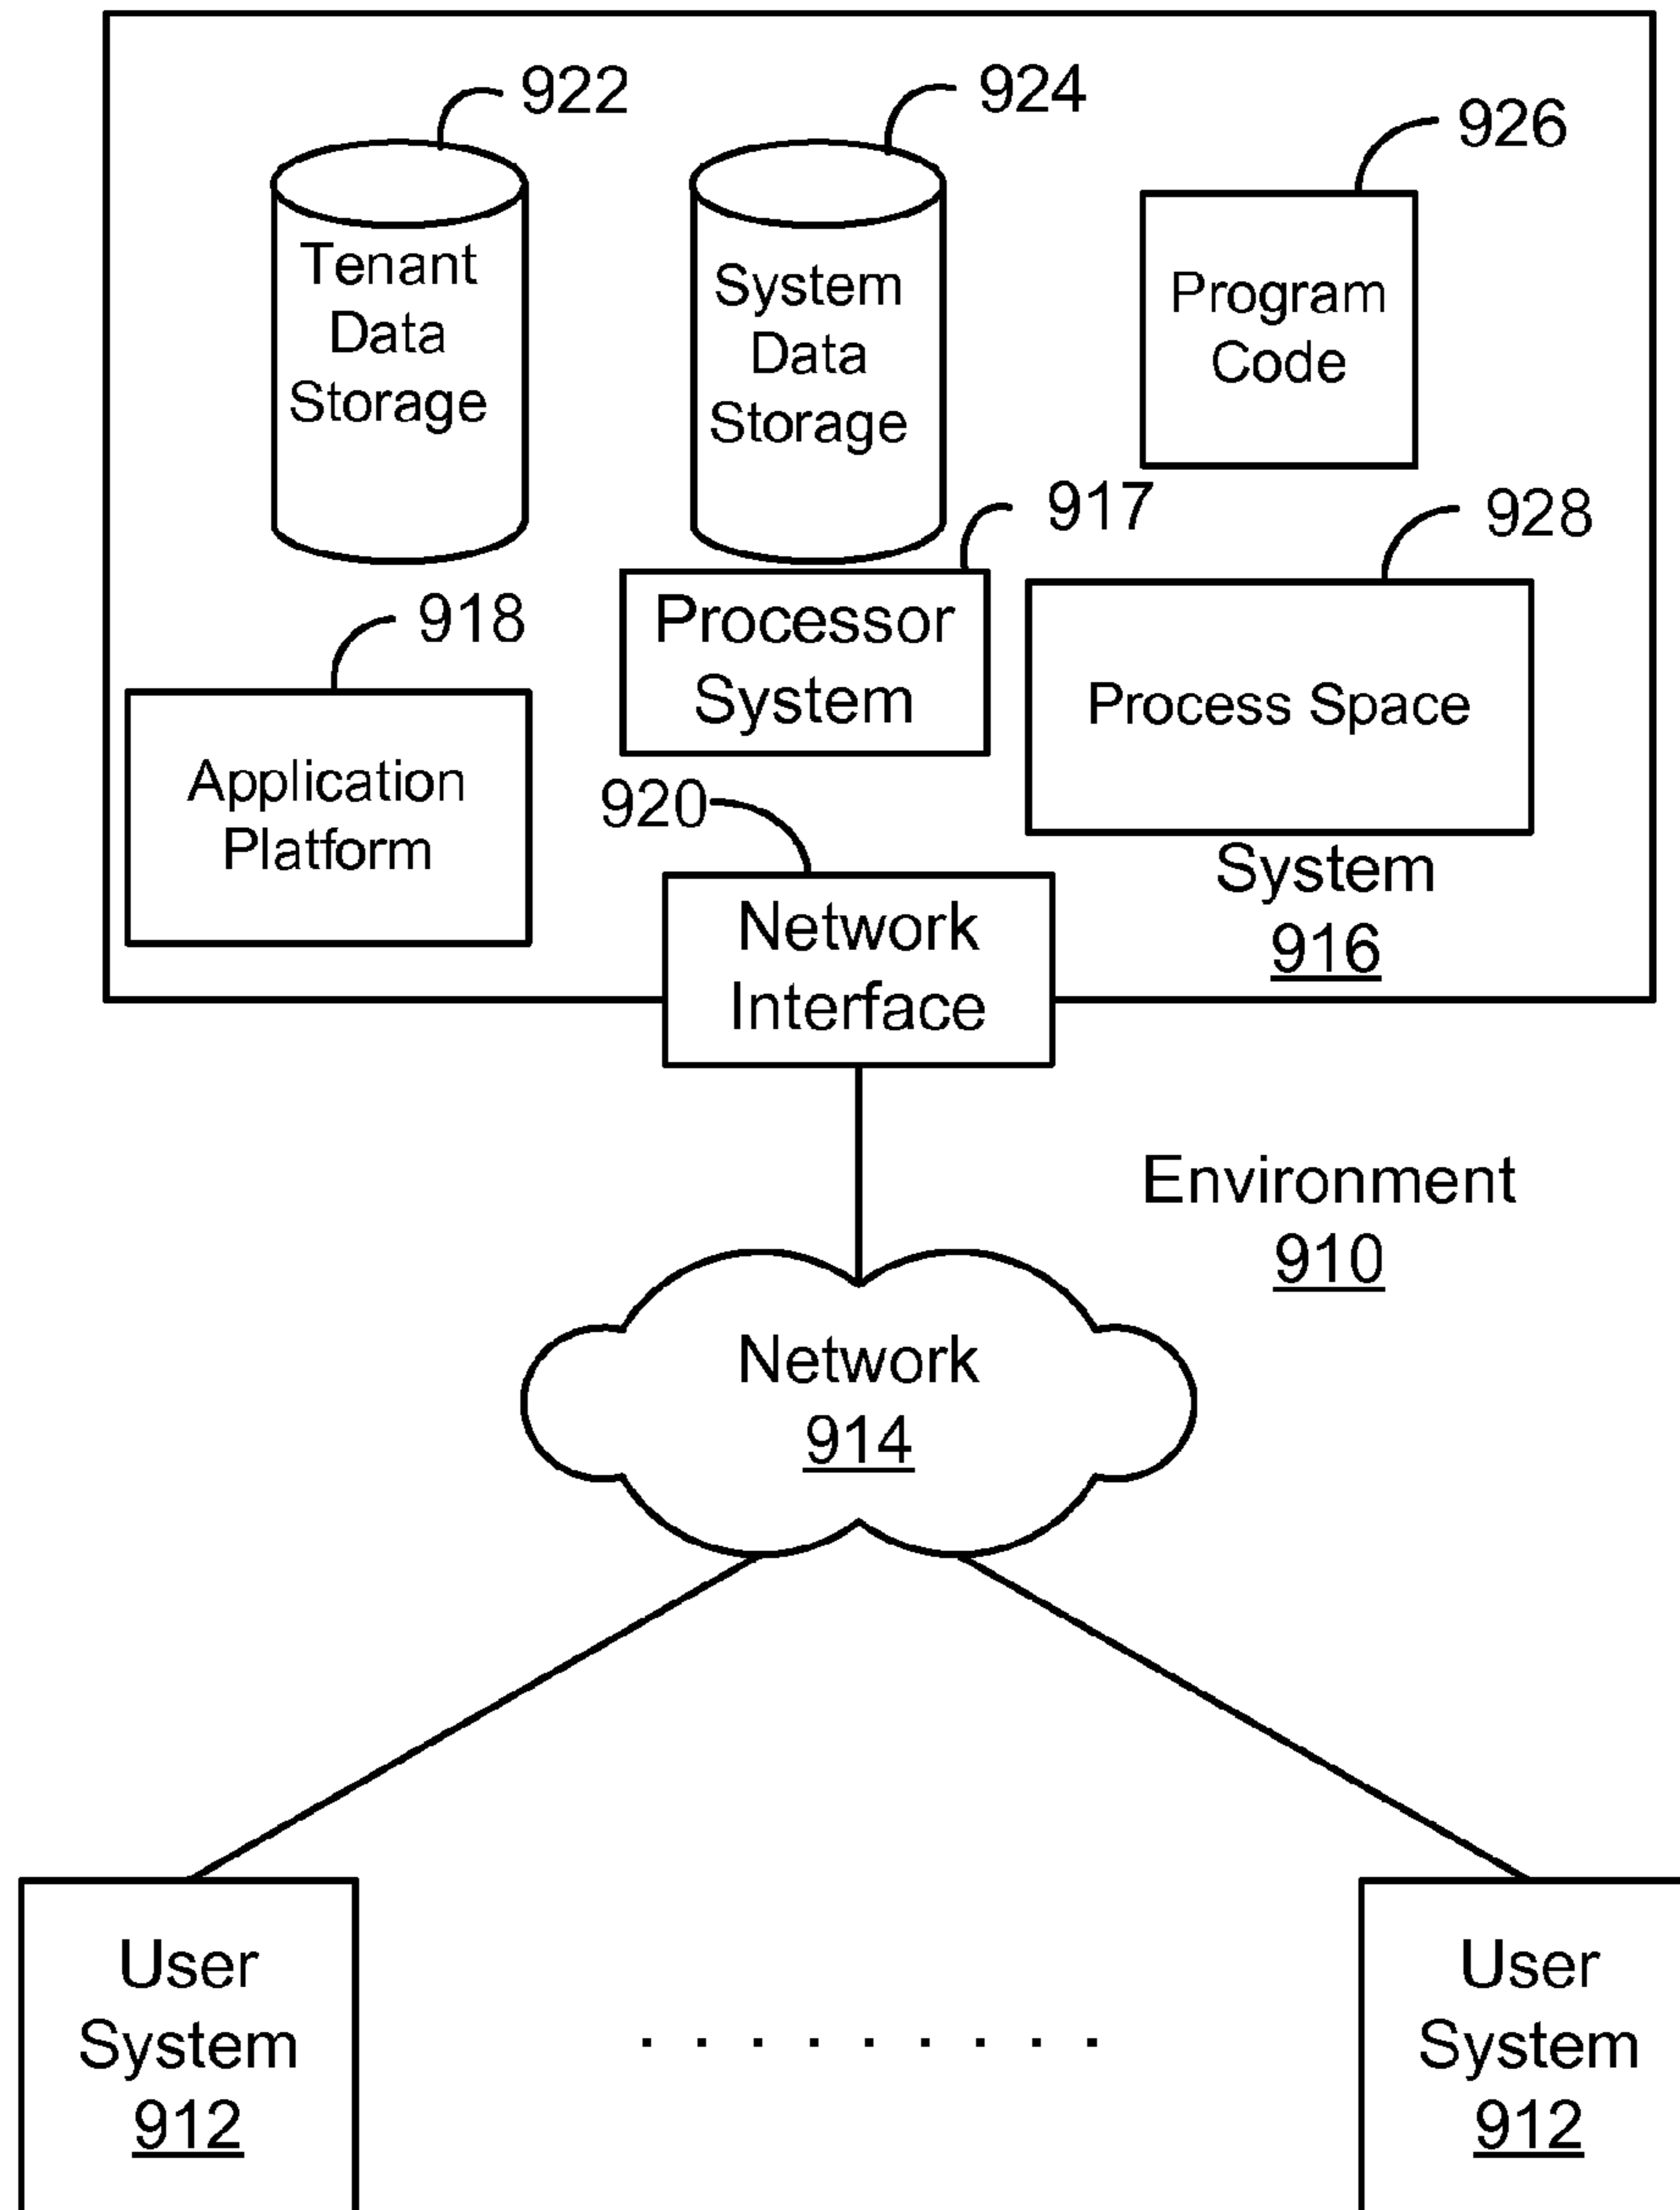 922
924
926
Tenant
Data
Storage
System
Data
Storage
Program
Code
917
928
918
Processor
System
Process Space
Application
Platform
920
System
916
Network
Interface
Environment
910
Network
914
User
System
912
. . . . . . . . .
User
System
912